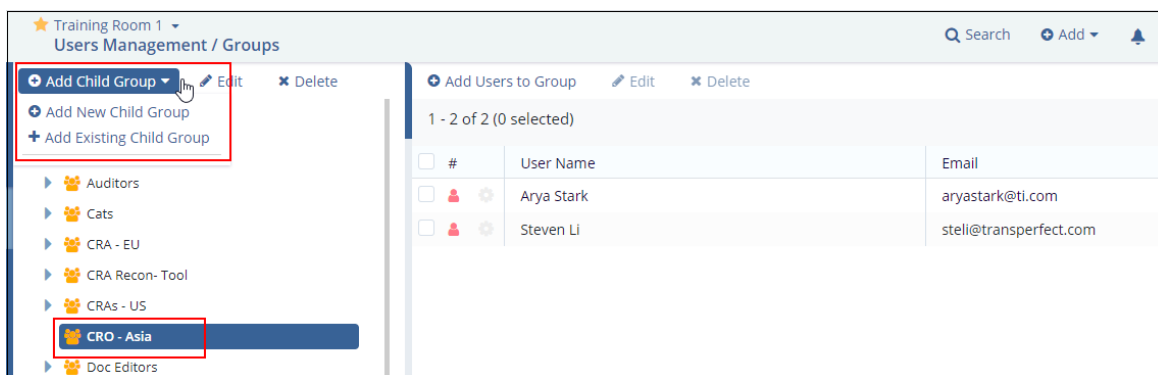 Training Room 1
Users Management / Groups
Search
Add
Add Child Group
Edit
Delete
Add New Child Group
Add Existing Child Group
Auditors
Cats
CRA - EU
CRA Recon- Tool
CRAs - US
CRO - Asia
Doc Editors
Add Users to Group
Edit
Delete
1 - 2 of 2 (0 selected)
# User Name Email
Arya Stark aryastark@ti.com
Steven Li steli@transperfect.com